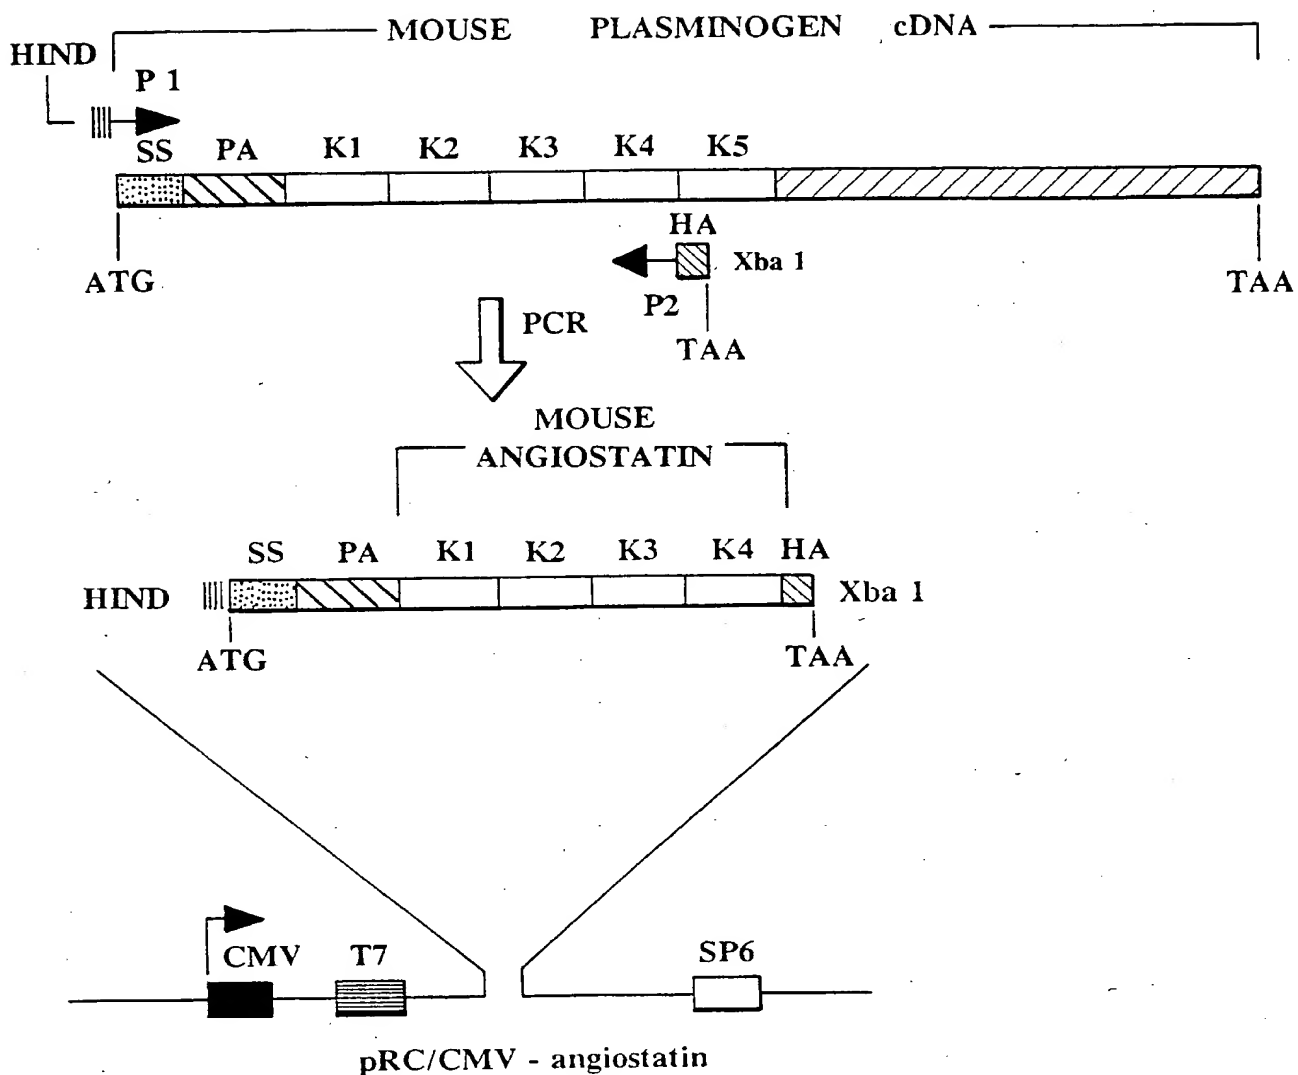 MOUSE PLASMINOGEN cDNA
HIND
P 1
SS PA K1 K2 K3 K4 K5
HA
Xba 1
ATG
TAA
P2
PCR
TAA
MOUSE
ANGIOSTATIN
SS PA K1 K2 K3 K4 HA
HIND
Xba 1
ATG
TAA
CMV T7 SP6
pRC/CMV - angiostatin